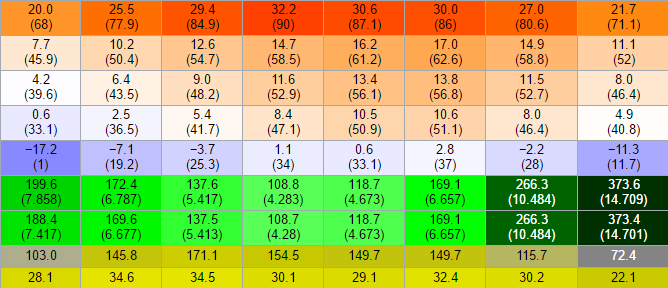 20.0 25.5 29.4 32.2 30.6 30.0 27.0 21.7
(68) (77.9) (84.9) (90) (87.1) (86) (80.6) (71.1)
7.7 10.2 12.6 14.7 16.2 17.0 14.9 11.1
(45.9) (50.4) (54.7) (58.5) (61.2) (62.6) (58.8) (52)
4.2 6.4 9.0 11.6 13.4 13.8 11.5 8.0
(39.6) (43.5) (48.2) (52.9) (56.1) (56.8) (52.7) (46.4)
0.6 2.5 5.4 8.4 10.5 10.6 8.0 4.9
(33.1) (36.5) (41.7) (47.1) (50.9) (51.1) (46.4) (40.8)
−17.2 −7.1 −3.7 1.1 0.6 2.8 −2.2 −11.3
(1) (19.2) (25.3) (34) (33.1) (37) (28) (11.7)
199.6 172.4 137.6 108.8 118.7 169.1 266.3 373.6
(7.858) (6.787) (5.417) (4.283) (4.673) (6.657) (10.484) (14.709)
188.4 169.6 137.5 108.7 118.7 169.1 266.3 373.4
(7.417) (6.677) (5.413) (4.28) (4.673) (6.657) (10.484) (14.701)
103.0 145.8 171.1 154.5 149.7 149.7 115.7 72.4
28.1 34.6 34.5 30.1 29.1 32.4 30.2 22.1